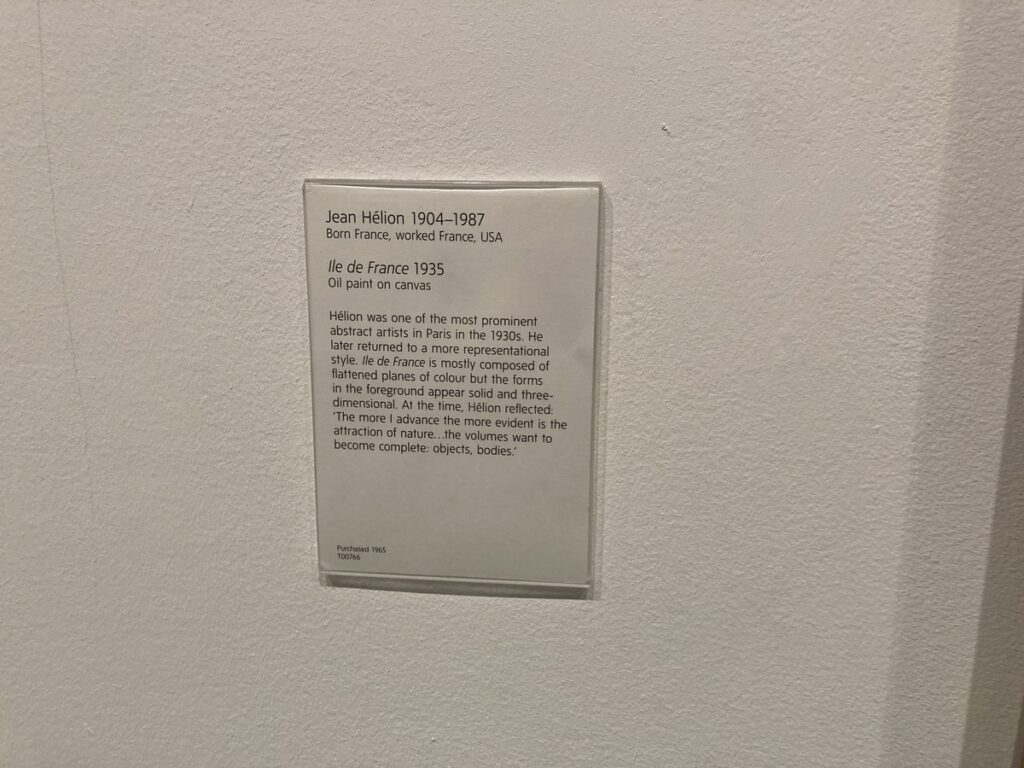 Jean Hélion 1904–1987
Born France, worked France, USA
Ile de France 1935
Oil paint on canvas
Hélion was one of the most prominent
abstract artists in Paris in the 1930s. He
later returned to a more representational
style. Ile de France is mostly composed of
flattened planes of colour but the forms
in the foreground appear solid and three-
dimensional. At the time, Hélion reflected:
‘The more I advance the more evident is the
attraction of nature…the volumes want to
become complete: objects, bodies.’
Purchased 1965
T00766